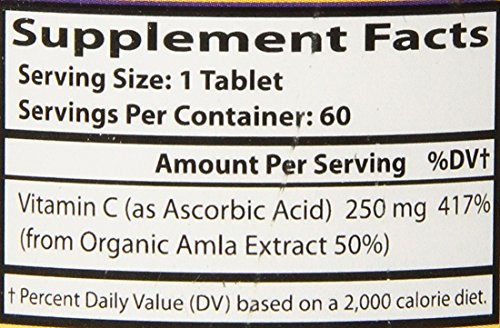 Supplement Facts
Serving Size: 1 Tablet
Servings Per Container: 60
Amount Per Serving %DV†
Vitamin C (as Ascorbic Acid) 250 mg 417%
(from Organic Amla Extract 50%)
† Percent Daily Value (DV) based on a 2,000 calorie diet.